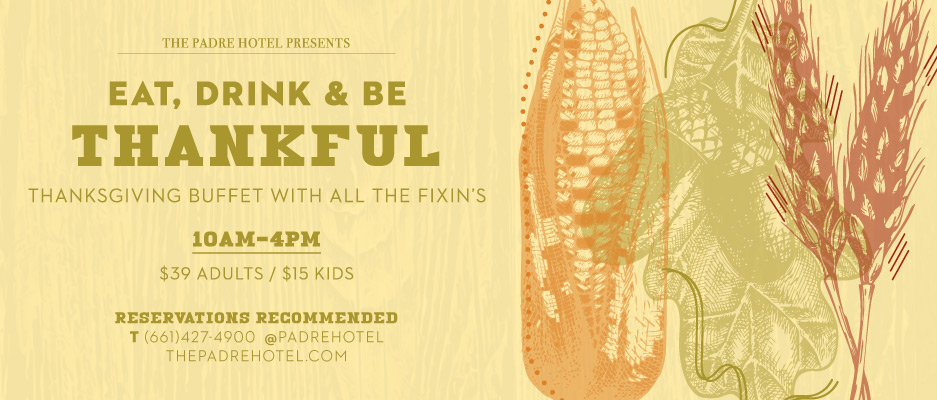 THE PADRE HOTEL PRESENTS
EAT, DRINK & BE
THANKFUL
THANKSGIVING BUFFET WITH ALL THE FIXIN'S
10AM-4PM
$39 ADULTS / $15 KIDS
RESERVATIONS RECOMMENDED
T (661)427-4900 @PADREHOTEL
THEPADREHOTEL.COM